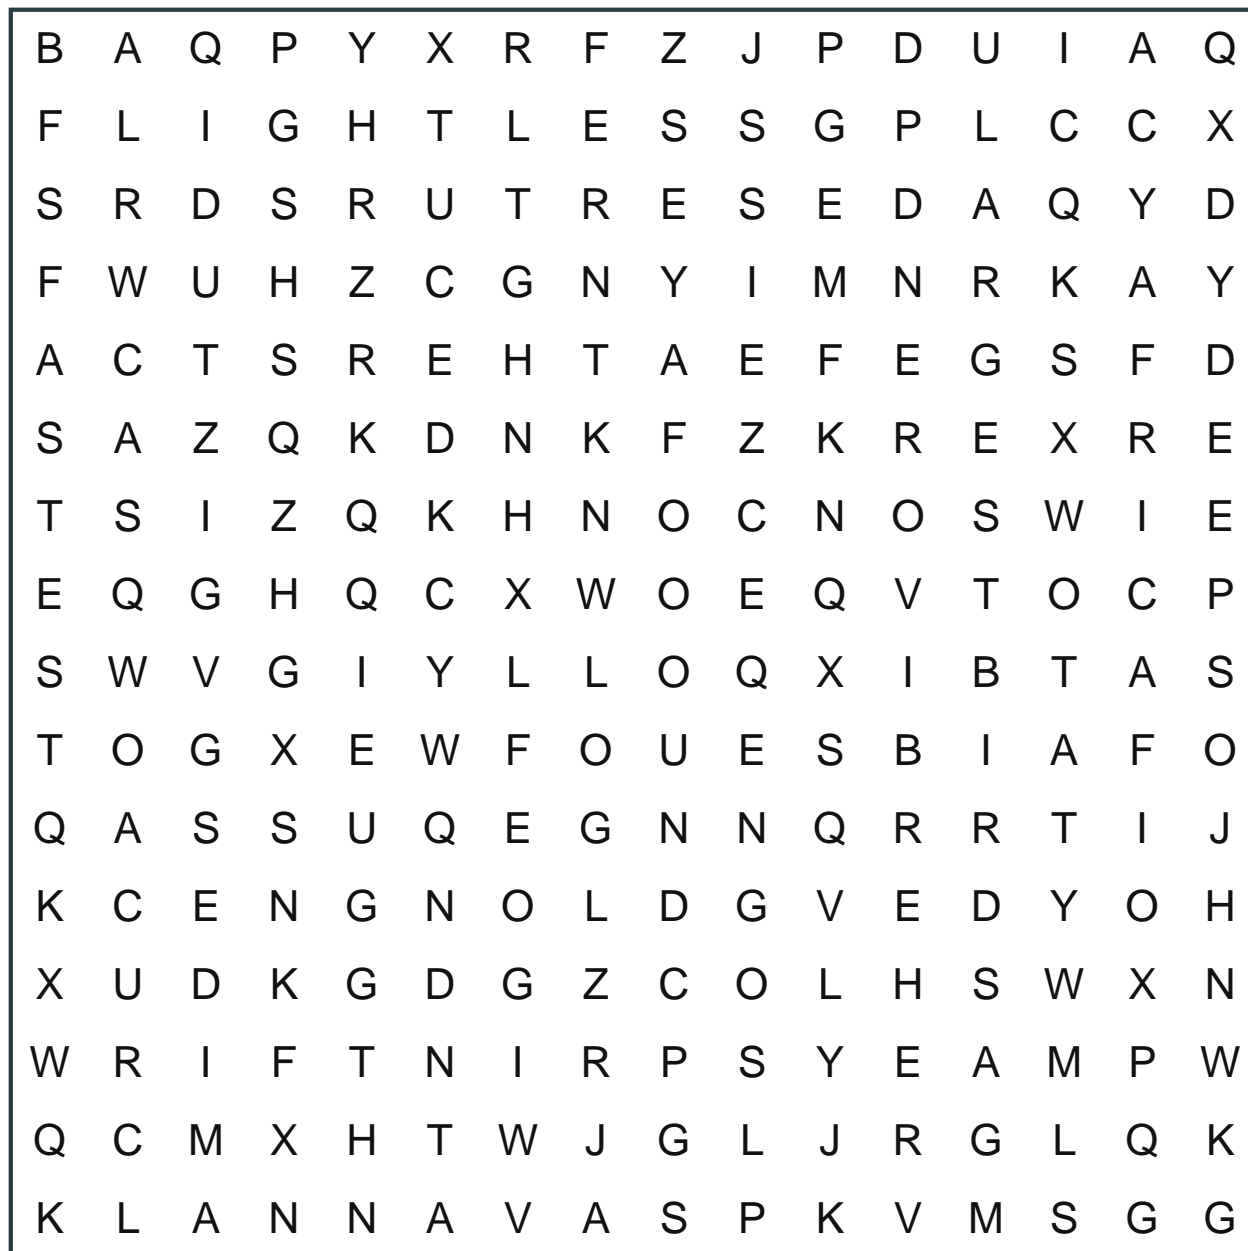 B A Q P Y X R F Z J P D U I A Q
F L I G H T L E S S G P L C C X
S R D S R U T R E S E D A Q Y D
F W U H Z C G N Y I M N R K A Y
A C T S R E H T A E F E G S F D
S A Z Q K D N K F Z K R E X R E
T S I Z Q K H N O C N O S W I E
E Q G H Q C X W O E Q V T O C P
S W V G I Y L L O Q X I B T A S
T O G X E W F O U E S B I A F O
Q A S S U Q E G N N Q R R T I J
K C E N G N O L D G V E D Y O H
X U D K G D G Z C O L H S W X N
W R I F T N I R P S Y E A M P W
Q C M X H T W J G L J R G L Q K
K L A N N A V A S P K V M S G G